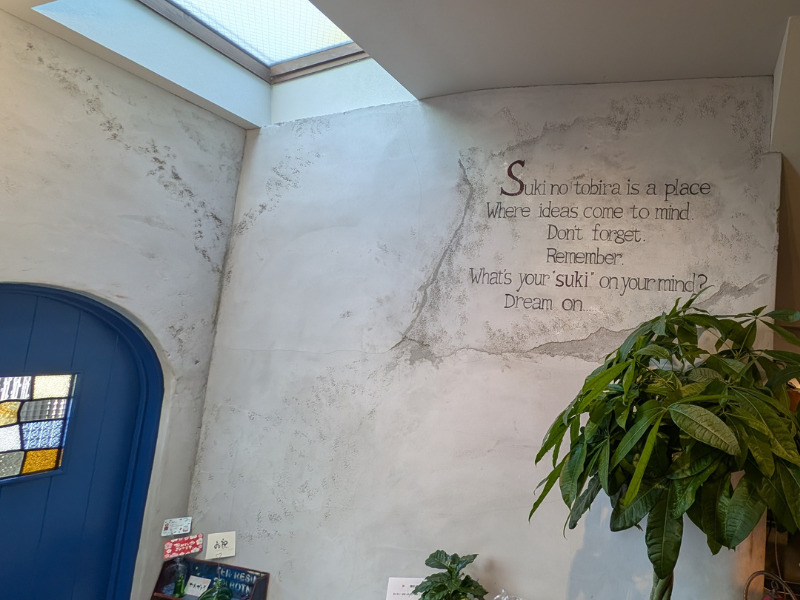 Suki no tobira is a place
Where ideas come to mind.
Don't forget.
Remember.
What's your "suki" on your mind?
Dream on...